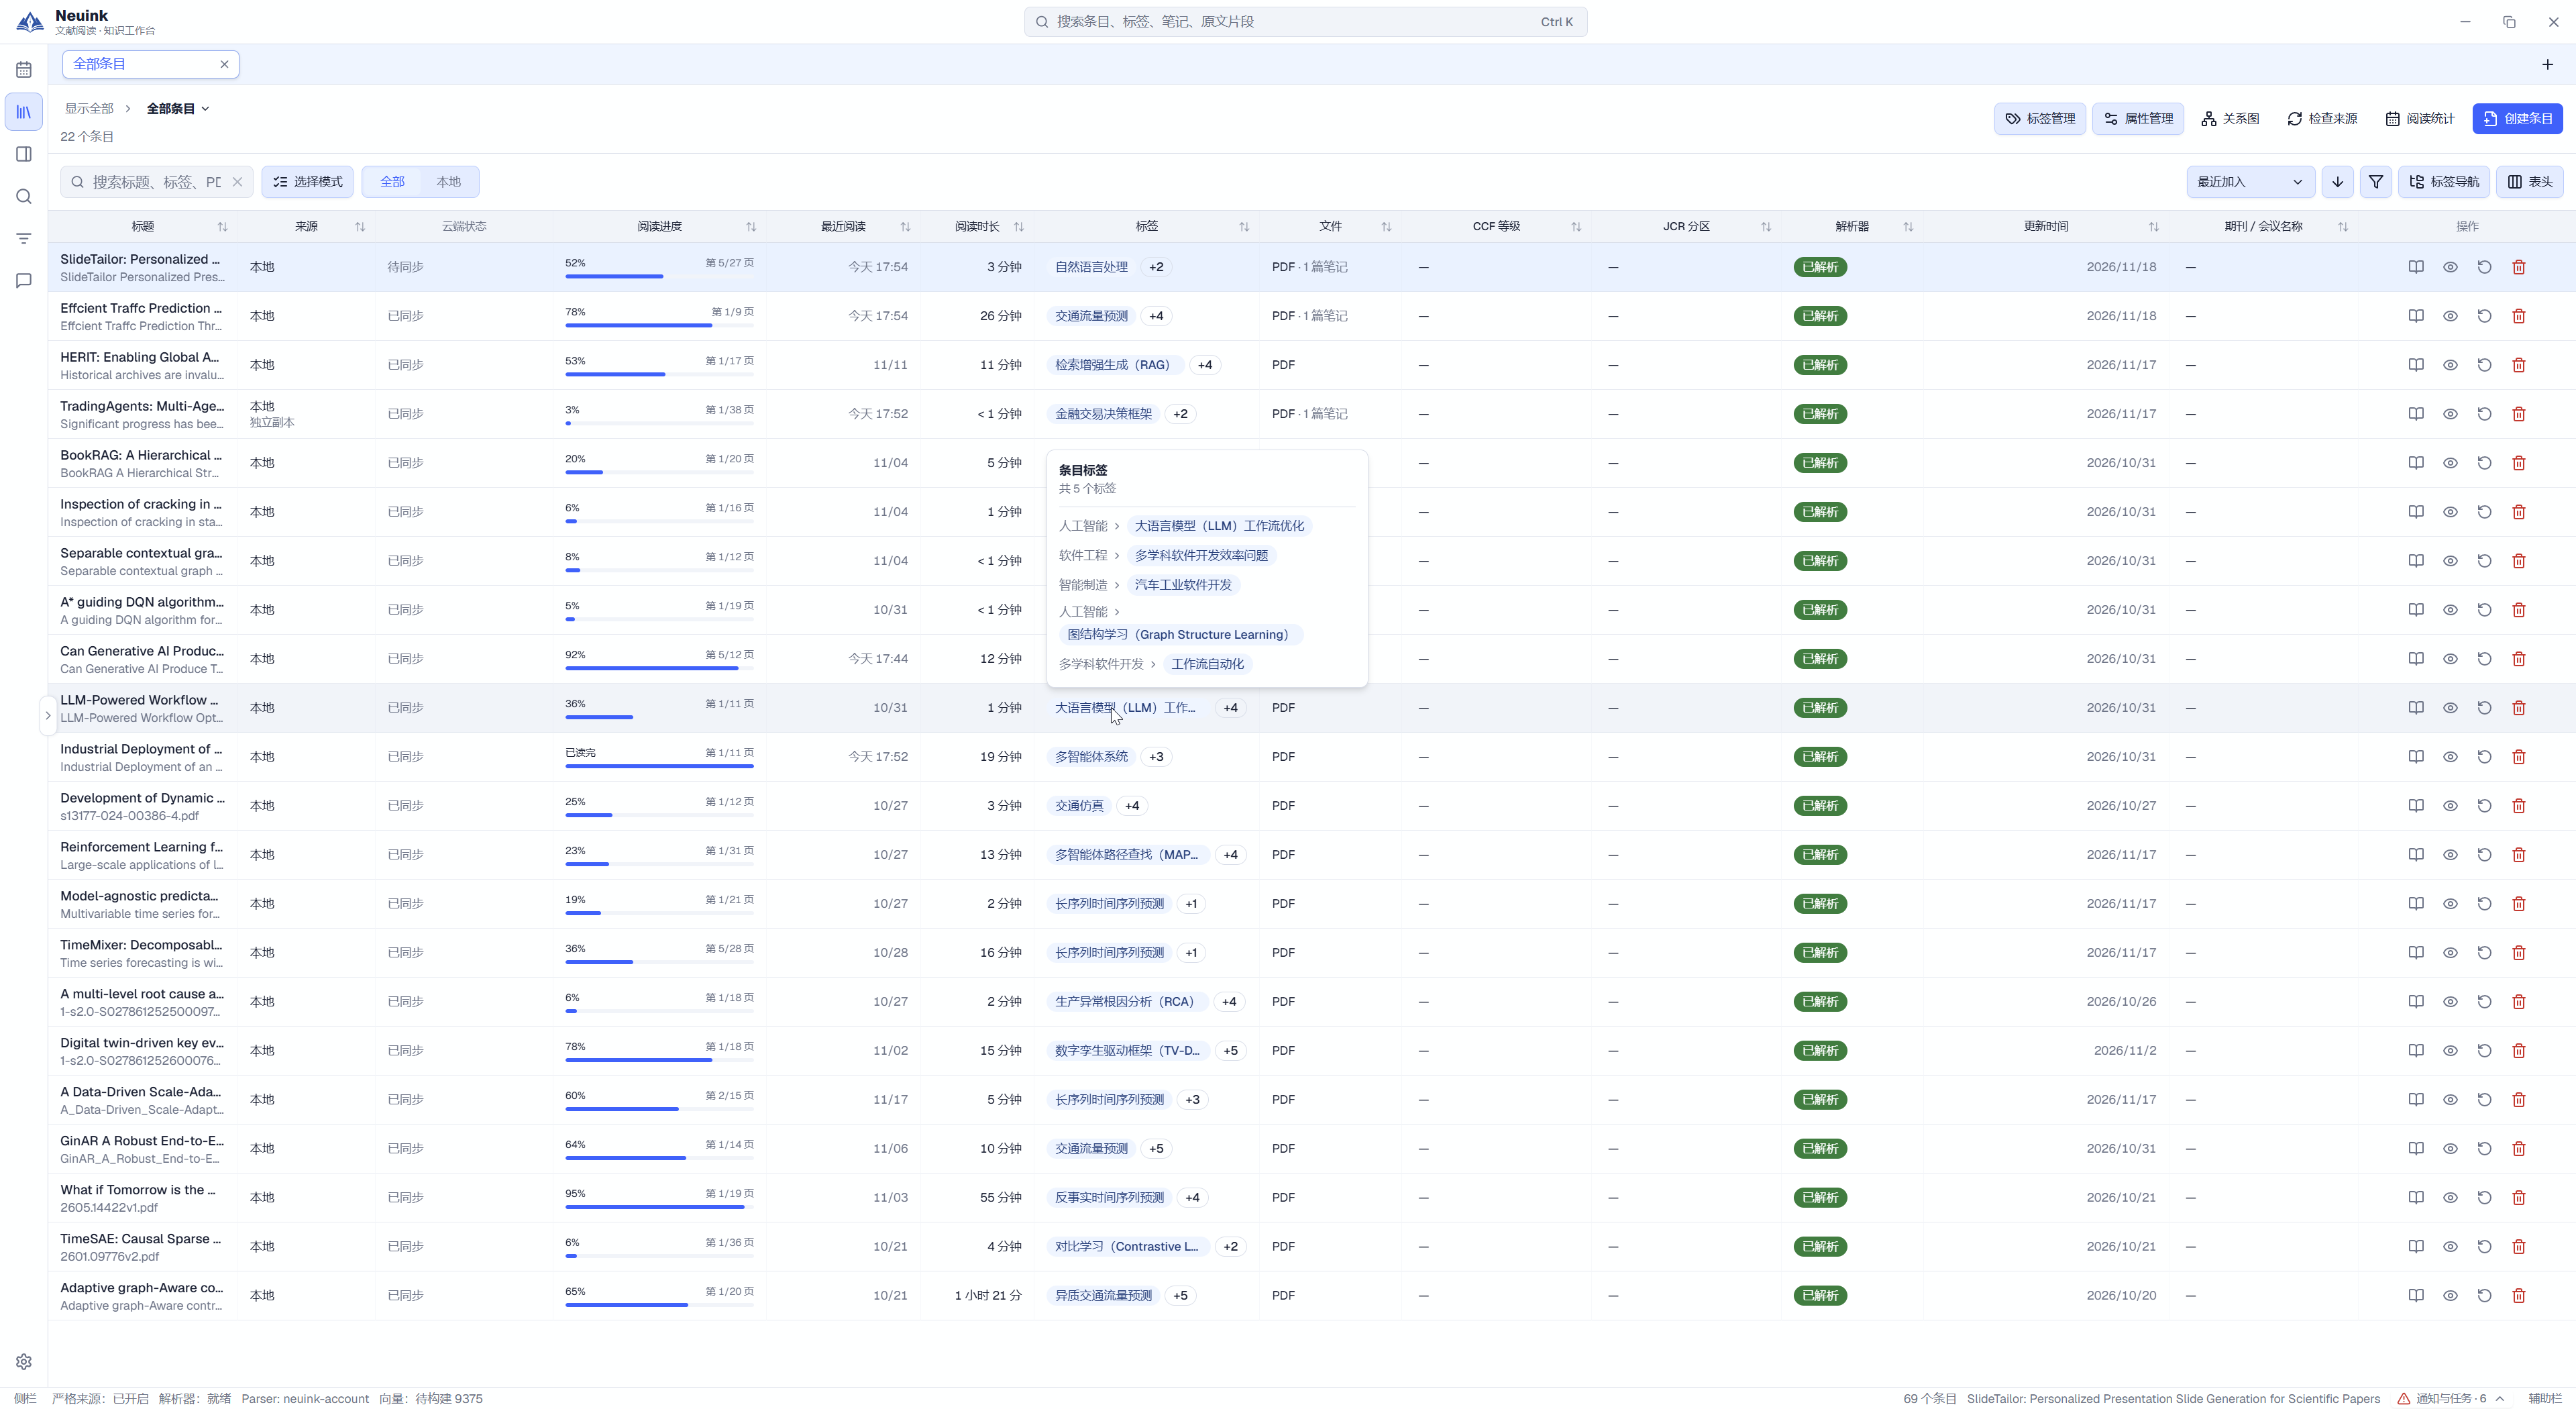 Neuink
文献阅读 · 知识工作台
搜索条目、标签、笔记、原文片段 Ctrl K
全部条目
显示全部 > 全部条目
22 个条目
标签管理 属性管理 关系图 检查来源 阅读统计 创建条目
搜索标题、标签、PD 选择模式 全部 本地
最近加入 标签导航 表头
标题 来源 云端状态 阅读进度 最近阅读 阅读时长 标签 文件 CCF 等级 JCR 分区 解析器 更新时间 期刊 / 会议名称 操作
SlideTailor: Personalized ... 本地 待同步 52% 第 5/27 页 今天 17:54 3 分钟 自然语言处理 +2 PDF · 1 篇笔记 — — 已解析 2026/11/18 —
SlideTailor Personalized Pres...
Effcient Traffc Prediction ... 本地 已同步 78% 第 1/9 页 今天 17:54 26 分钟 交通流量预测 +4 PDF · 1 篇笔记 — — 已解析 2026/11/18 —
Effcient Traffc Prediction Thr...
HERIT: Enabling Global A... 本地 已同步 53% 第 1/17 页 11/11 11 分钟 检索增强生成（RAG） +4 PDF — — 已解析 2026/11/17 —
Historical archives are invalu...
TradingAgents: Multi-Age... 本地 已同步 3% 第 1/38 页 今天 17:52 < 1 分钟 金融交易决策框架 +2 PDF · 1 篇笔记 — — 已解析 2026/11/17 —
Significant progress has bee... 独立副本
BookRAG: A Hierarchical ... 本地 已同步 20% 第 1/20 页 11/04 5 分钟 — — 已解析 2026/10/31 —
BookRAG A Hierarchical Str...
Inspection of cracking in ... 本地 已同步 6% 第 1/16 页 11/04 1 分钟 — — 已解析 2026/10/31 —
Inspection of cracking in sta...
Separable contextual gra... 本地 已同步 8% 第 1/12 页 11/04 < 1 分钟 — — 已解析 2026/10/31 —
Separable contextual graph ...
A* guiding DQN algorithm... 本地 已同步 5% 第 1/19 页 10/31 < 1 分钟 — — 已解析 2026/10/31 —
A guiding DQN algorithm for...
Can Generative AI Produc... 本地 已同步 92% 第 5/12 页 今天 17:44 12 分钟 — — 已解析 2026/10/31 —
Can Generative AI Produce T...
条目标签
共 5 个标签
人工智能 > 大语言模型（LLM）工作流优化
软件工程 > 多学科软件开发效率问题
智能制造 > 汽车工业软件开发
人工智能 >
图结构学习（Graph Structure Learning）
多学科软件开发 > 工作流自动化
LLM-Powered Workflow ... 本地 已同步 36% 第 1/11 页 10/31 1 分钟 大语言模型（LLM）工作... +4 PDF — — 已解析 2026/10/31 —
LLM-Powered Workflow Opt...
Industrial Deployment of ... 本地 已同步 已读完 第 1/11 页 今天 17:52 19 分钟 多智能体系统 +3 PDF — — 已解析 2026/10/31 —
Industrial Deployment of an ...
Development of Dynamic ... 本地 已同步 25% 第 1/12 页 10/27 3 分钟 交通仿真 +4 PDF — — 已解析 2026/10/27 —
s13177-024-00386-4.pdf
Reinforcement Learning f... 本地 已同步 23% 第 1/31 页 10/27 13 分钟 多智能体路径查找（MAP... +4 PDF — — 已解析 2026/11/17 —
Large-scale applications of l...
Model-agnostic predicta... 本地 已同步 19% 第 1/21 页 10/27 2 分钟 长序列时间序列预测 +1 PDF — — 已解析 2026/11/17 —
Multivariable time series for...
TimeMixer: Decomposabl... 本地 已同步 36% 第 5/28 页 10/28 16 分钟 长序列时间序列预测 +1 PDF — — 已解析 2026/11/17 —
Time series forecasting is wi...
A multi-level root cause a... 本地 已同步 6% 第 1/18 页 10/27 2 分钟 生产异常根因分析（RCA） +4 PDF — — 已解析 2026/10/26 —
1-s2.0-S027861252500097...
Digital twin-driven key ev... 本地 已同步 78% 第 1/18 页 11/02 15 分钟 数字孪生驱动框架（TV-D... +5 PDF — — 已解析 2026/11/2 —
1-s2.0-S027861252600076...
A Data-Driven Scale-Ada... 本地 已同步 60% 第 2/15 页 11/17 5 分钟 长序列时间序列预测 +3 PDF — — 已解析 2026/11/17 —
A_Data-Driven_Scale-Adapt...
GinAR A Robust End-to-E... 本地 已同步 64% 第 1/14 页 11/06 10 分钟 交通流量预测 +5 PDF — — 已解析 2026/10/31 —
GinAR_A_Robust_End-to-E...
What if Tomorrow is the ... 本地 已同步 95% 第 1/19 页 11/03 55 分钟 反事实时间序列预测 +4 PDF — — 已解析 2026/10/21 —
2605.14422v1.pdf
TimeSAE: Causal Sparse ... 本地 已同步 6% 第 1/36 页 10/21 4 分钟 对比学习（Contrastive L... +2 PDF — — 已解析 2026/10/21 —
2601.09776v2.pdf
Adaptive graph-Aware co... 本地 已同步 65% 第 1/20 页 10/21 1 小时 21 分 异质交通流量预测 +5 PDF — — 已解析 2026/10/20 —
Adaptive graph-Aware contr...
侧栏 严格来源：已开启 解析器：就绪 Parser: neuink-account 向量：待构建 9375 69 个条目 SlideTailor: Personalized Presentation Slide Generation for Scientific Papers 通知与任务 · 6 辅助栏